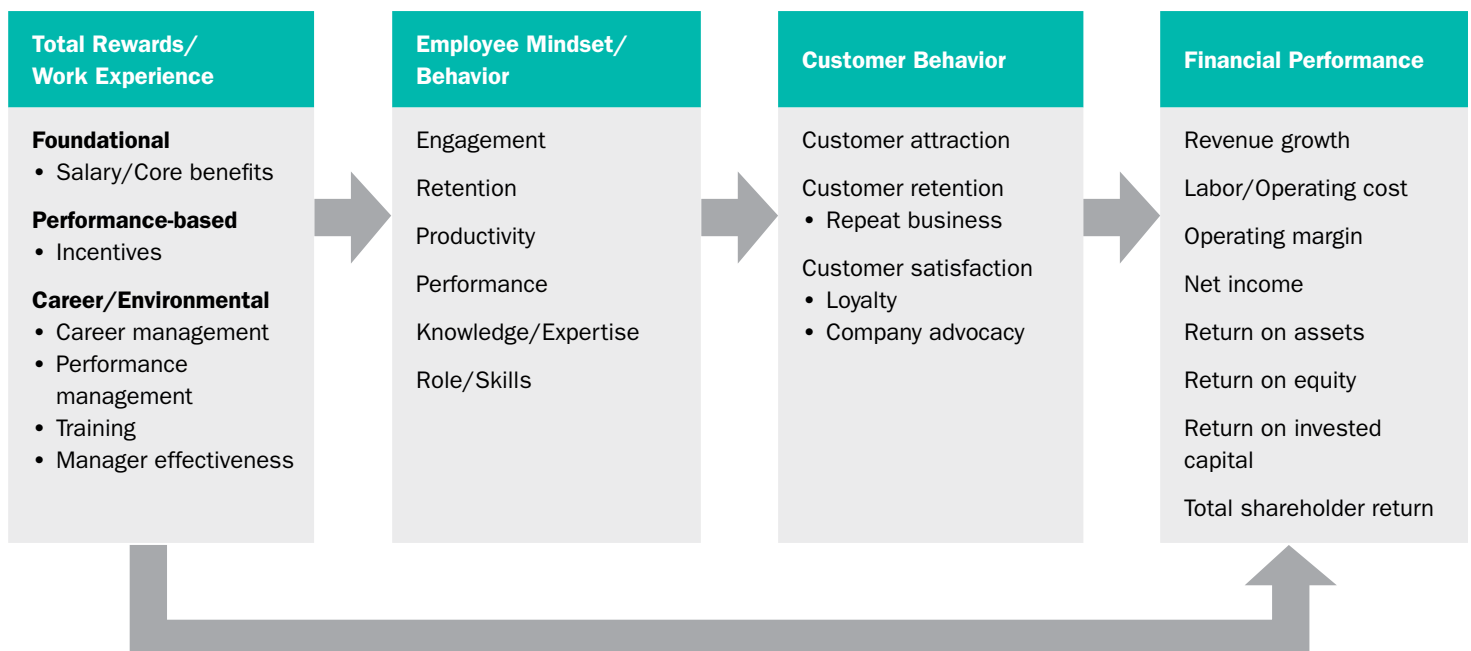 Total Rewards/
Work Experience
Foundational
• Salary/Core benefits
Performance-based
• Incentives
Career/Environmental
• Career management
• Performance
management
• Training
• Manager effectiveness
Employee Mindset/
Behavior
Engagement
Retention
Productivity
Performance
Knowledge/Expertise
Role/Skills
Customer Behavior
Customer attraction
Customer retention
• Repeat business
Customer satisfaction
• Loyalty
• Company advocacy
Financial Performance
Revenue growth
Labor/Operating cost
Operating margin
Net income
Return on assets
Return on equity
Return on invested
capital
Total shareholder return